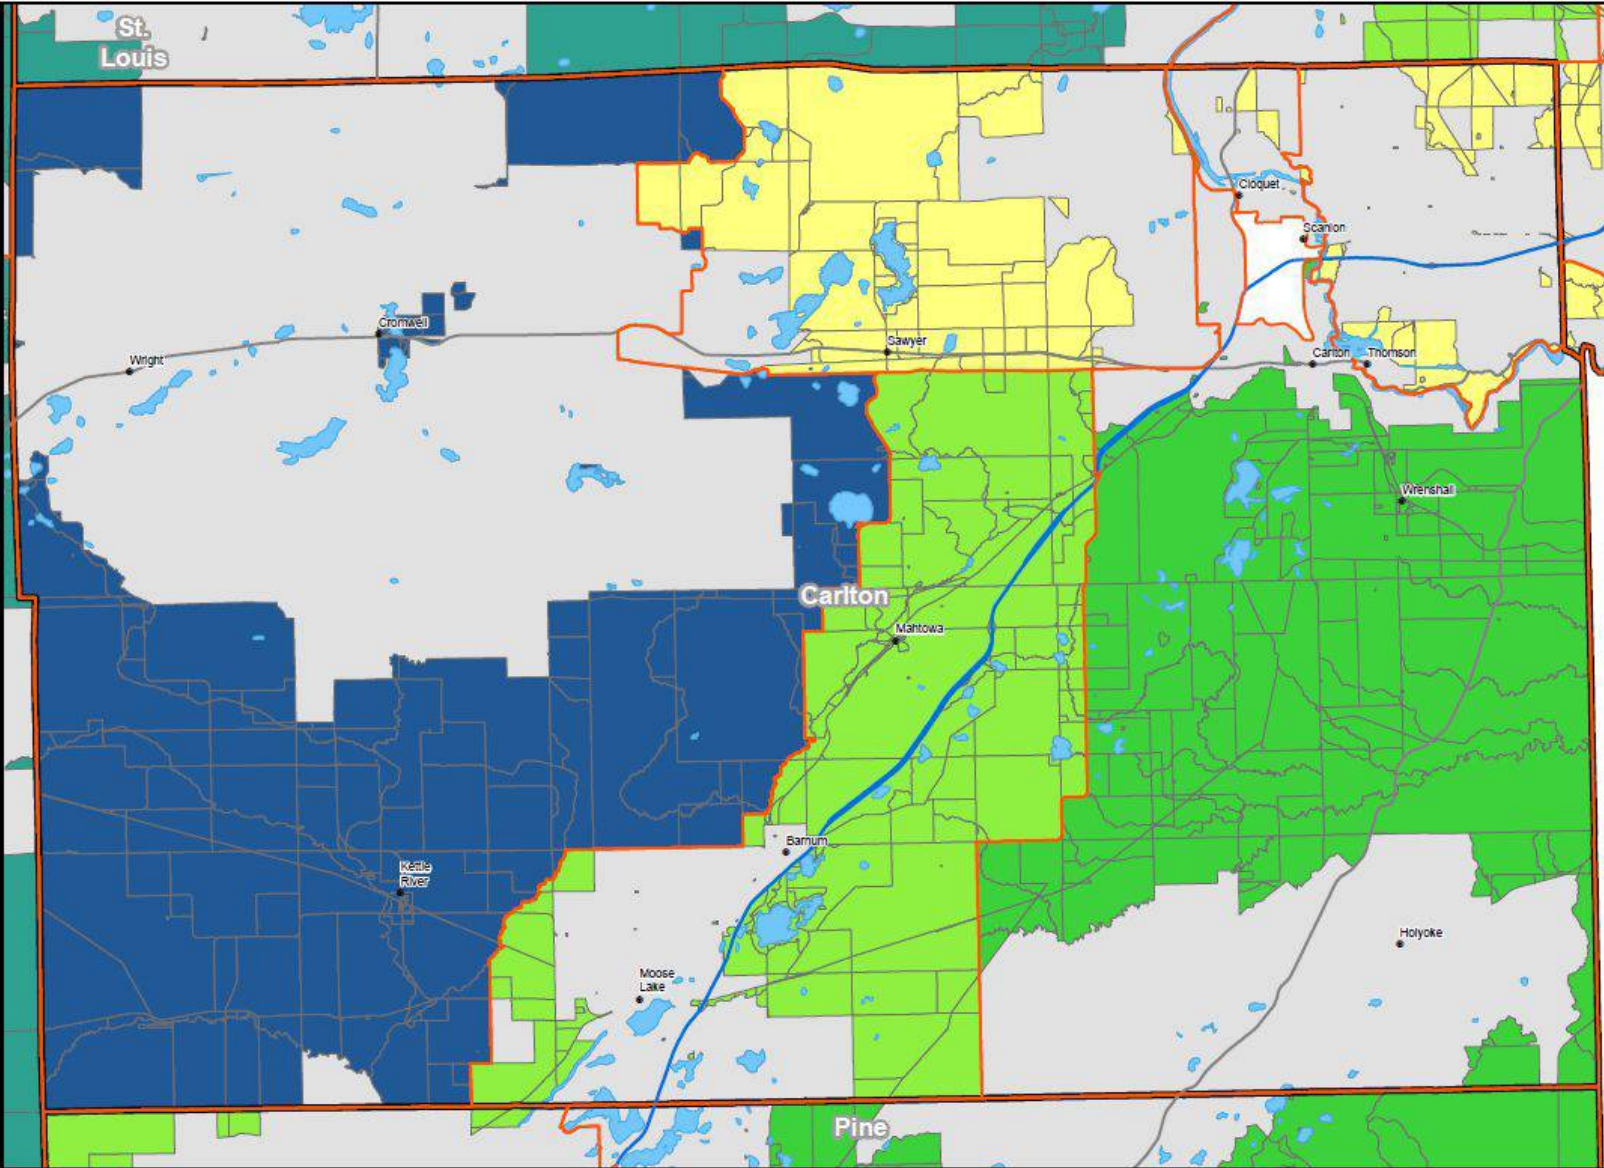 St.
Louis
Cloquet
Scanlon
Cromwell
Sawyer
Wright
Carlton
Thomson
Wrenshall
Carlton
Mahtowa
Barnum
Kettle
River
Holyoke
Moose
Lake
Pine